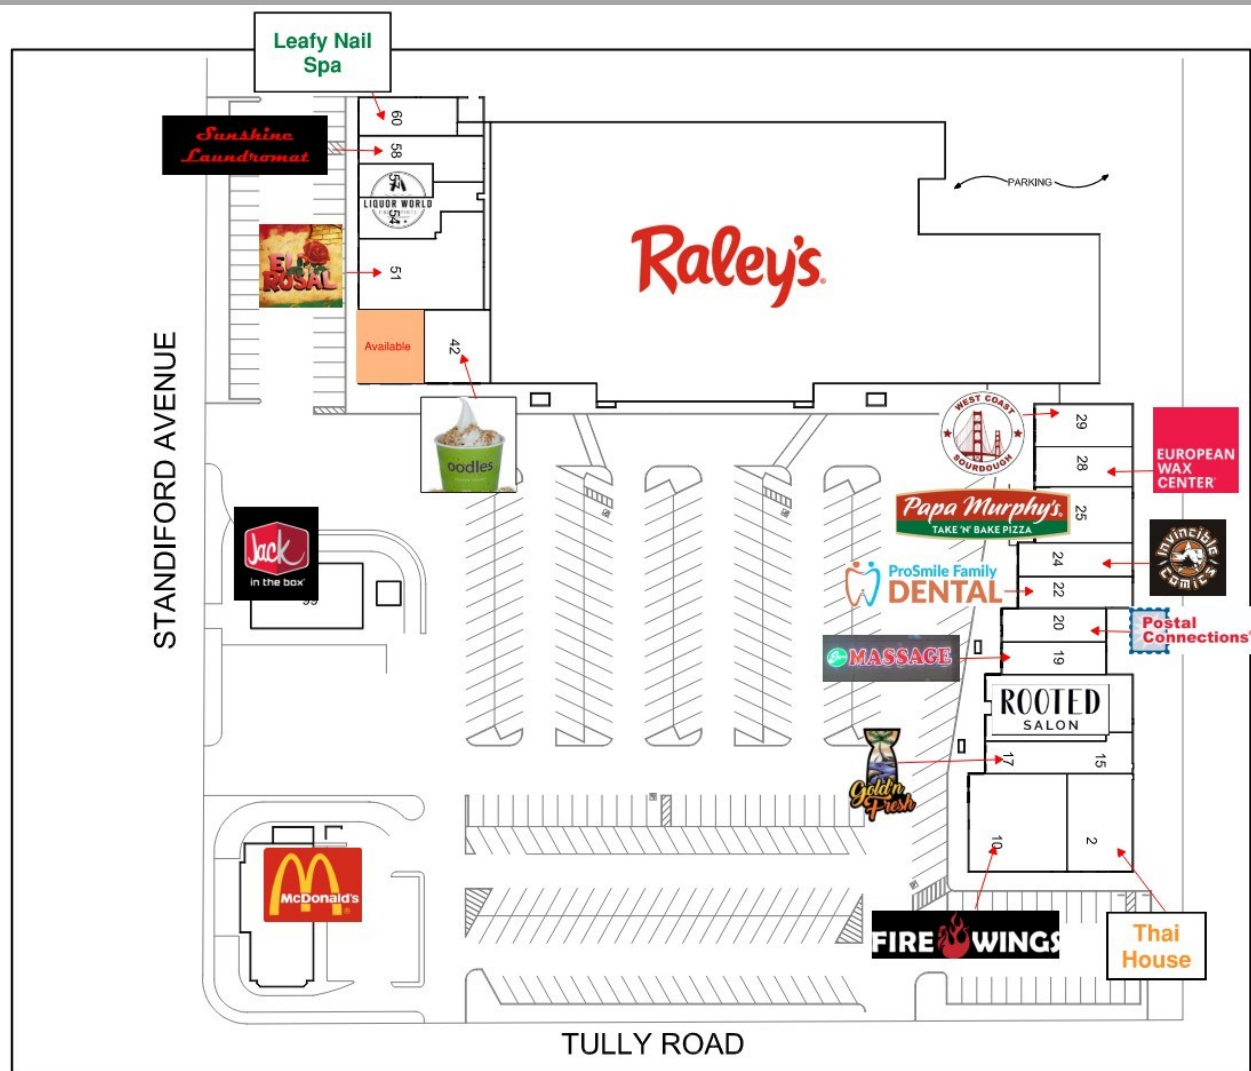 Leafy Nail
Spa
60
Sunshine
Laundromat
58
57
LIQUOR WORLD
54
EL
ROSAL
51
Available
42
oodles
Raley's
PARKING
STANDIFORD AVENUE
WEST COAST
SOURDOUGH
29
28
EUROPEAN
WAX
CENTER
Papa Murphy's
TAKE 'N' BAKE PIZZA
25
24
invincible
comics
Jack
in the box
99
ProSmile Family
DENTAL
22
20
Postal
Connections
MASSAGE
19
ROOTED
SALON
17
15
Gold'n
Fresh
McDonald's
10
2
FIRE WINGS
Thai
House
TULLY ROAD